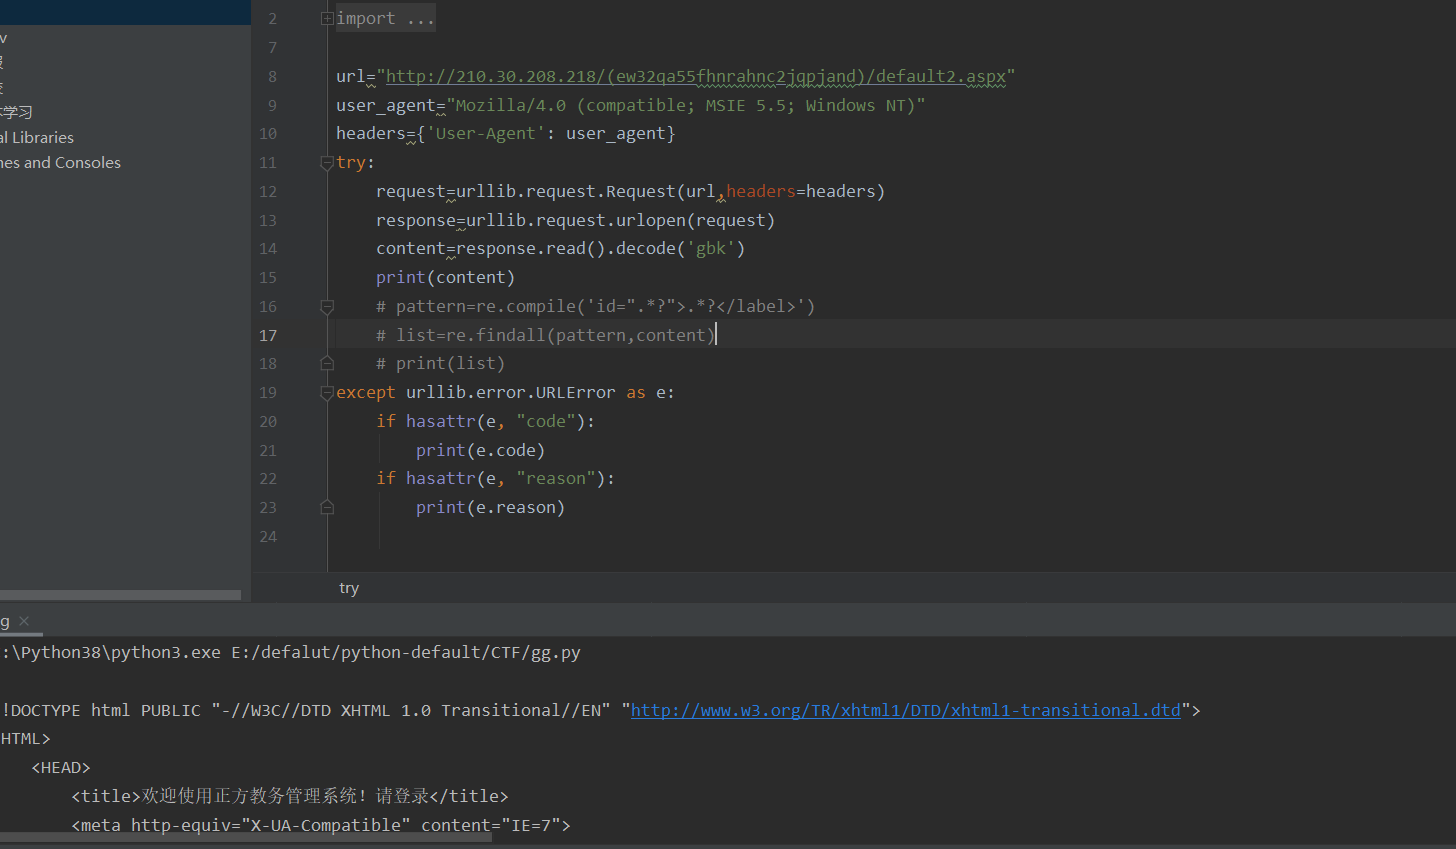 v
学习
al Libraries
nes and Consoles
2 import ...
7
8 url="http://210.30.208.218/(ew32qa55fhnrahnc2jqpjand)/default2.aspx"
9 user_agent="Mozilla/4.0 (compatible; MSIE 5.5; Windows NT)"
10 headers={'User-Agent': user_agent}
11 try:
12 request=urllib.request.Request(url,headers=headers)
13 response=urllib.request.urlopen(request)
14 content=response.read().decode('gbk')
15 print(content)
16 # pattern=re.compile('id=".*?">.*?</label>')
17 # list=re.findall(pattern,content)
18 # print(list)
19 except urllib.error.URLError as e:
20 if hasattr(e, "code"):
21 print(e.code)
22 if hasattr(e, "reason"):
23 print(e.reason)
24
try
g
:\Python38\python3.exe E:/defalut/python-default/CTF/gg.py
!DOCTYPE html PUBLIC "-//W3C//DTD XHTML 1.0 Transitional//EN" "http://www.w3.org/TR/xhtml1/DTD/xhtml1-transitional.dtd">
HTML>
<HEAD>
<title>欢迎使用正方教务管理系统！请登录</title>
<meta http-equiv="X-UA-Compatible" content="IE=7">